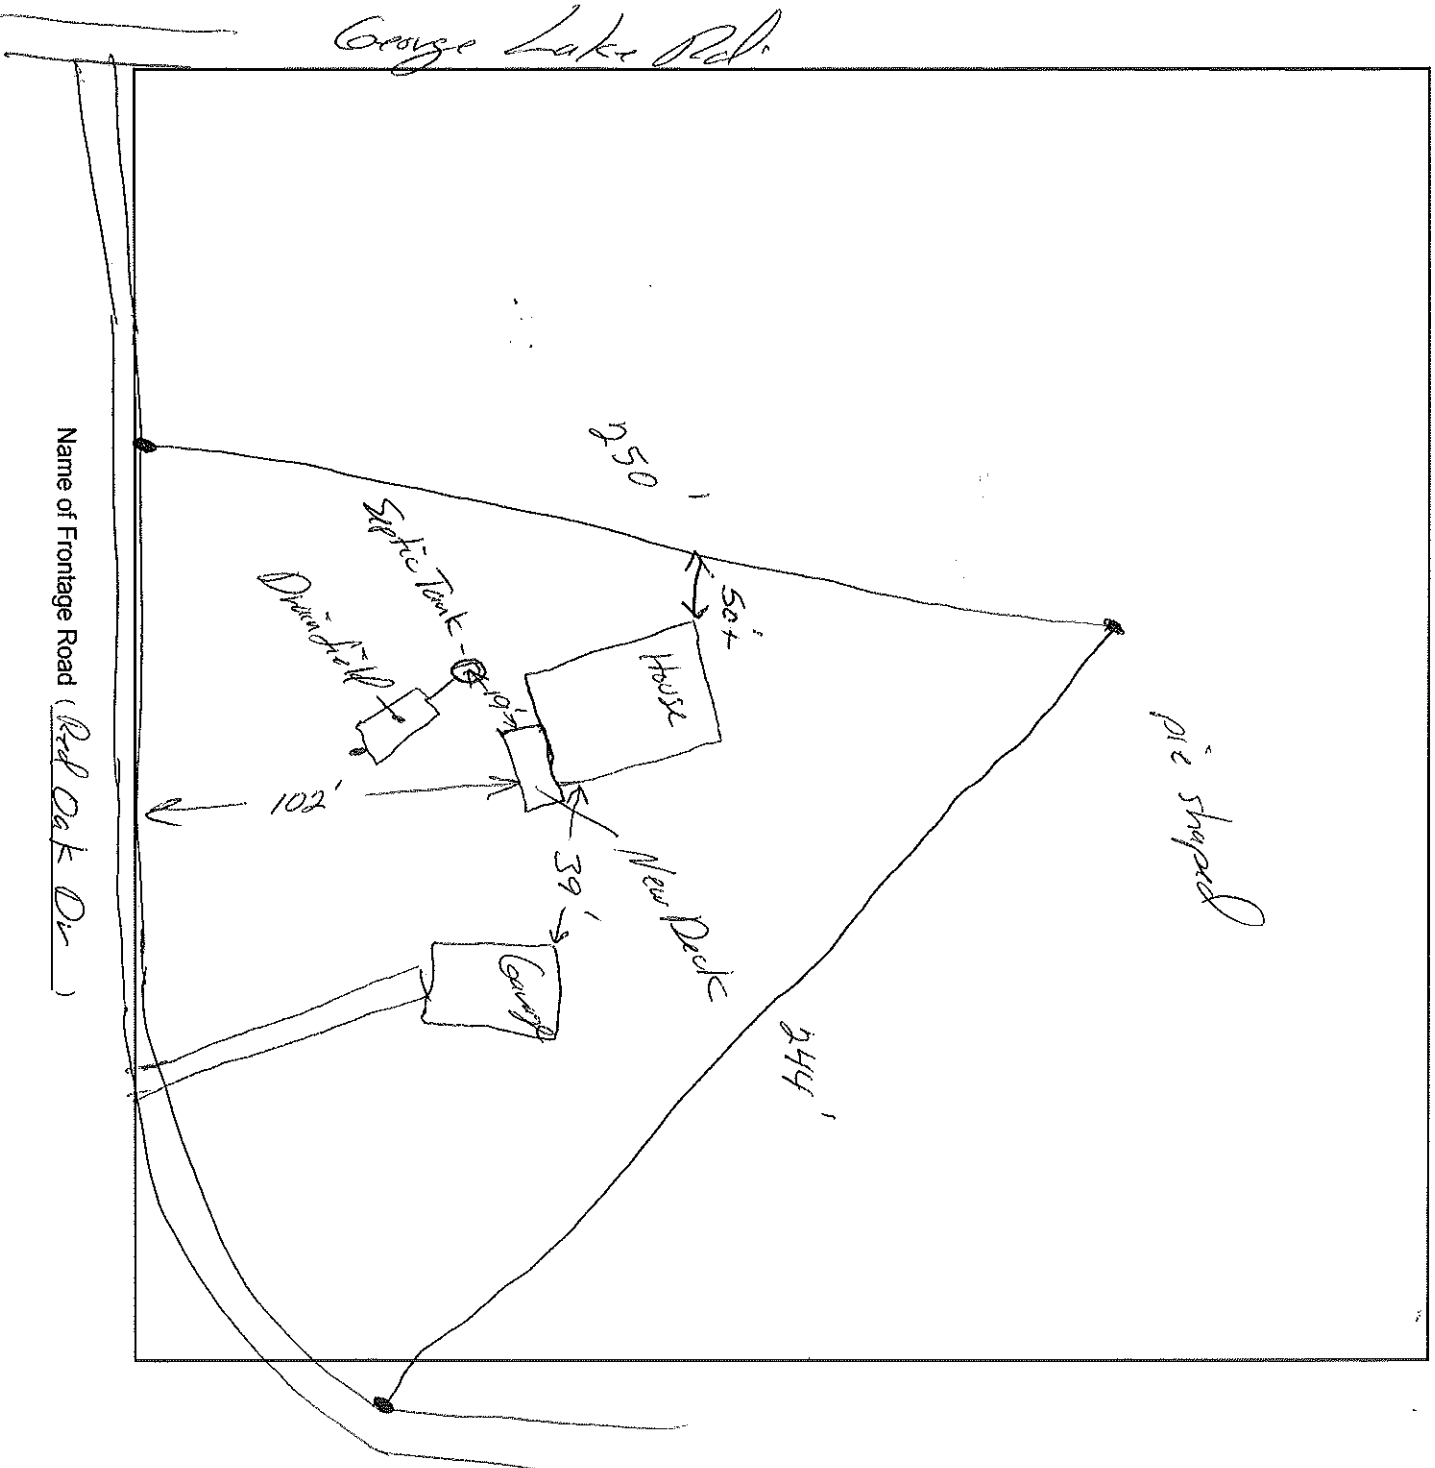 George Lake Rd.
pie shaped
250'
50'+
House
Septic Tank
Drainfield
19'
102'
39'
New Deck
Garage
244'
Name of Frontage Road (Red Oak Dr)